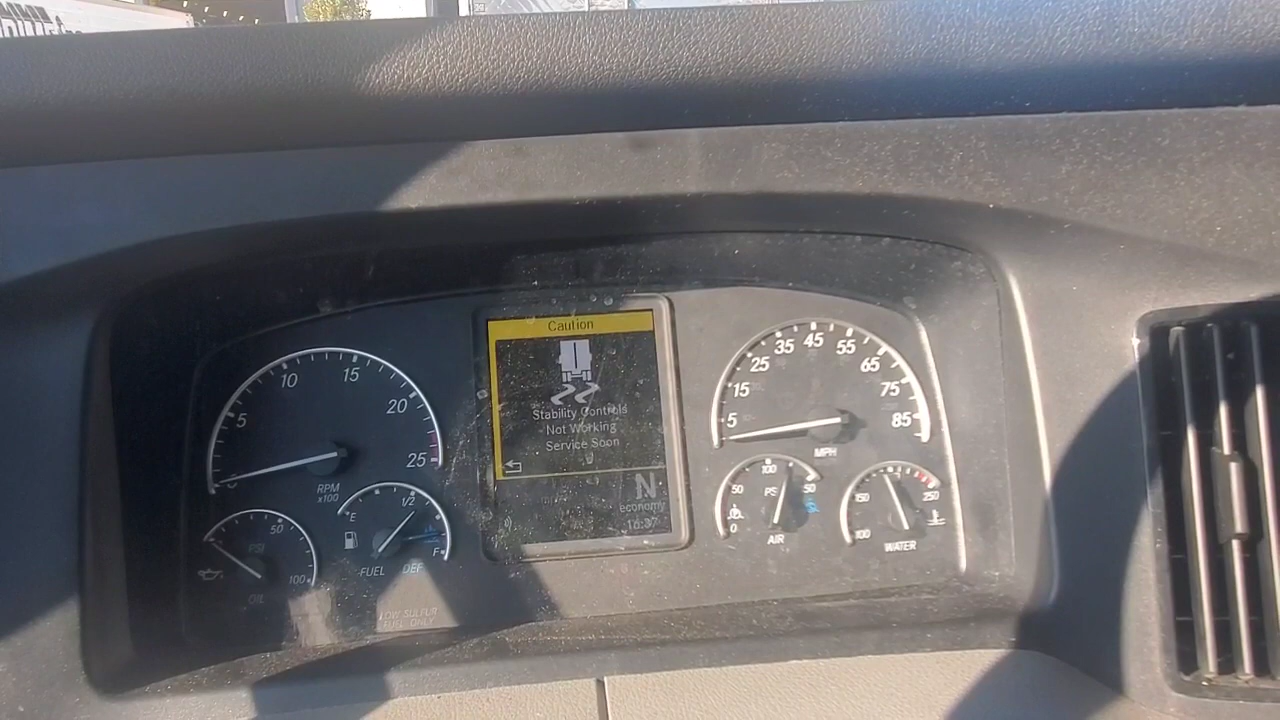 Caution
Stability Controls
Not Working
Service Soon
N
economy
5
10
15
20
25
RPM
x100
5
15
25
35
45
55
65
75
85
MPH
50
100
PSI
OIL
E
1/2
F
FUEL
DEF
LOW SULFUR
FUEL ONLY
0
50
100
PSI
AIR
100
150
250
WATER